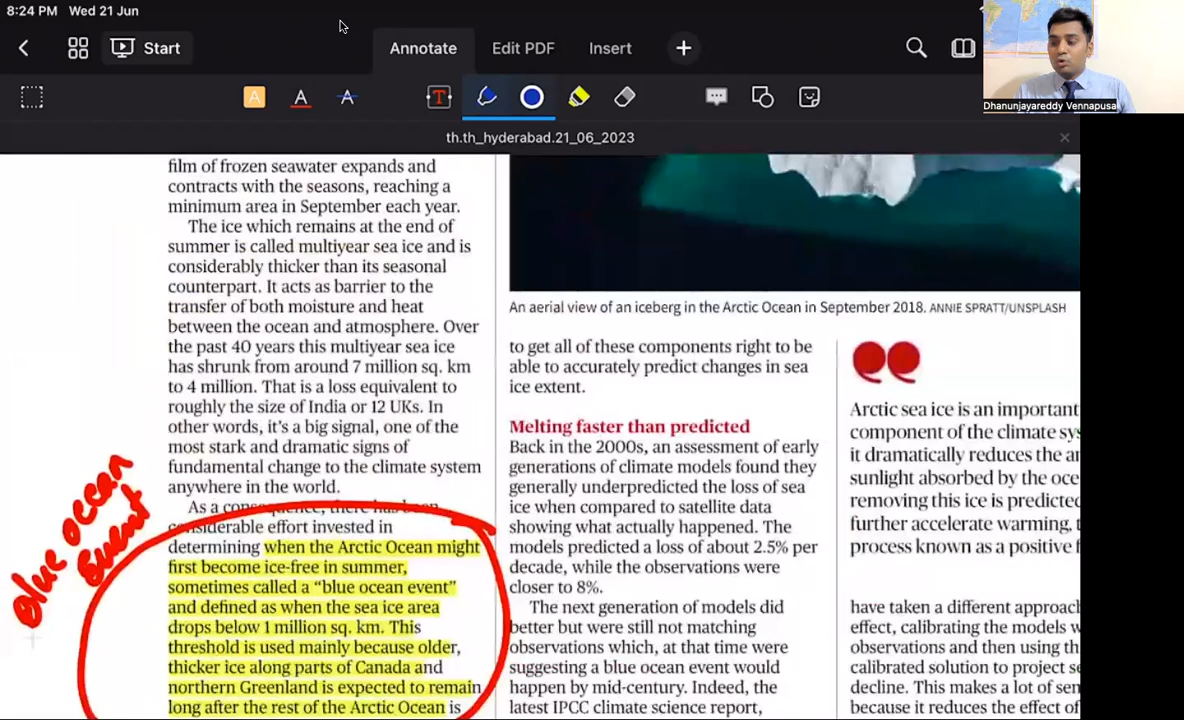 8:24 PM Wed 21 Jun
Start
Annotate
Edit PDF
Insert
Dhanunjayareddy Vennapusa
th.th_hyderabad.21_06_2023
film of frozen seawater expands and
contracts with the seasons, reaching a
minimum area in September each year.
The ice which remains at the end of
summer is called multiyear sea ice and is
considerably thicker than its seasonal
counterpart. It acts as barrier to the
transfer of both moisture and heat
between the ocean and atmosphere. Over
the past 40 years this multiyear sea ice
has shrunk from around 7 million sq. km
to 4 million. That is a loss equivalent to
roughly the size of India or 12 UKs. In
other words, it's a big signal, one of the
most stark and dramatic signs of
fundamental change to the climate system
anywhere in the world.
As a consequence, there has been
considerable effort invested in
determining when the Arctic Ocean might
first become ice-free in summer,
sometimes called a “blue ocean event”
and defined as when the sea ice area
drops below 1 million sq. km. This
threshold is used mainly because older,
thicker ice along parts of Canada and
northern Greenland is expected to remain
long after the rest of the Arctic Ocean is
Blue ocean
Event
An aerial view of an iceberg in the Arctic Ocean in September 2018. ANNIE SPRATT/UNSPLASH
to get all of these components right to be
able to accurately predict changes in sea
ice extent.
Melting faster than predicted
Back in the 2000s, an assessment of early
generations of climate models found they
generally underpredicted the loss of sea
ice when compared to satellite data
showing what actually happened. The
models predicted a loss of about 2.5% per
decade, while the observations were
closer to 8%.
The next generation of models did
better but were still not matching
observations which, at that time were
suggesting a blue ocean event would
happen by mid-century. Indeed, the
latest IPCC climate science report,
Arctic sea ice is an important
component of the climate sys
it dramatically reduces the a
sunlight absorbed by the oce
removing this ice is predicted
further accelerate warming,
process known as a positive f
have taken a different approach
effect, calibrating the models w
observations and then using th
calibrated solution to project se
decline. This makes a lot of sen
because it reduces the effect of